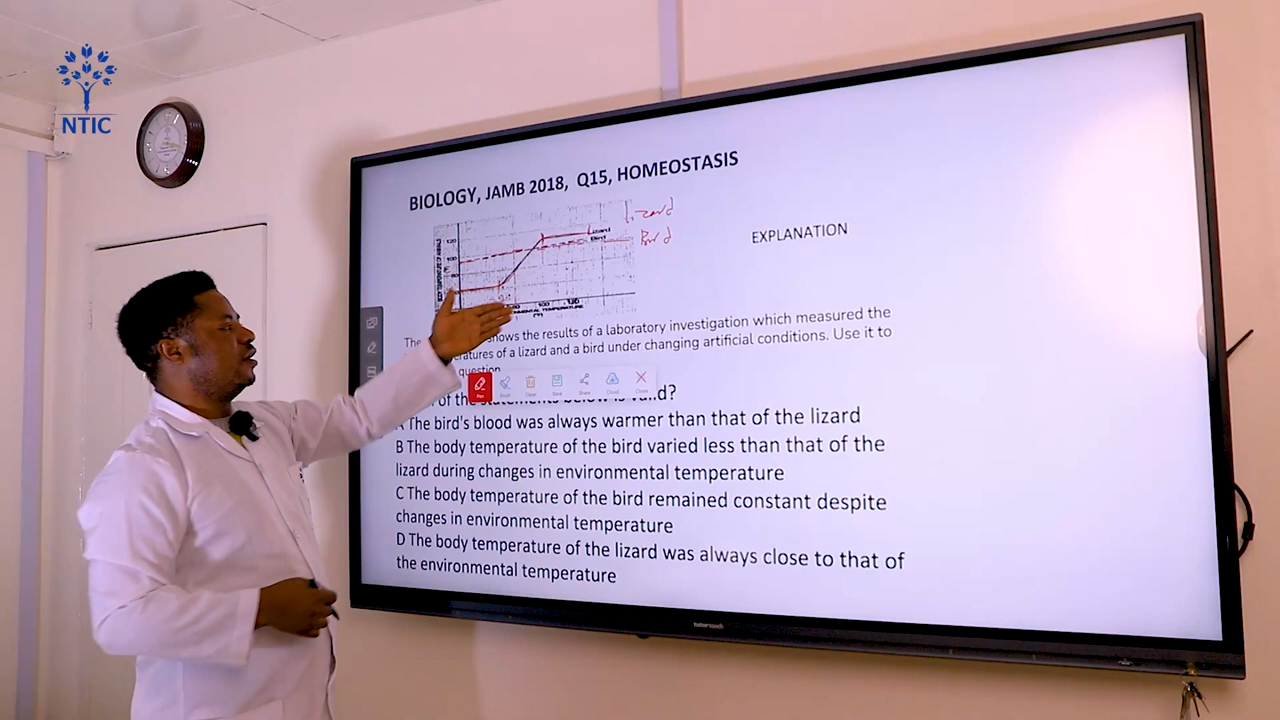 NTIC
BIOLOGY, JAMB 2018, Q15, HOMEOSTASIS
Lizard
Bird
Bird
120
100
EXPLANATION
The shows the results of a laboratory investigation which measured the
of a lizard and a bird under changing artificial conditions. Use it to
question
of the statements below is valid?
A The bird's blood was always warmer than that of the lizard
B The body temperature of the bird varied less than that of the
lizard during changes in environmental temperature
C The body temperature of the bird remained constant despite
changes in environmental temperature
D The body temperature of the lizard was always close to that of
the environmental temperature